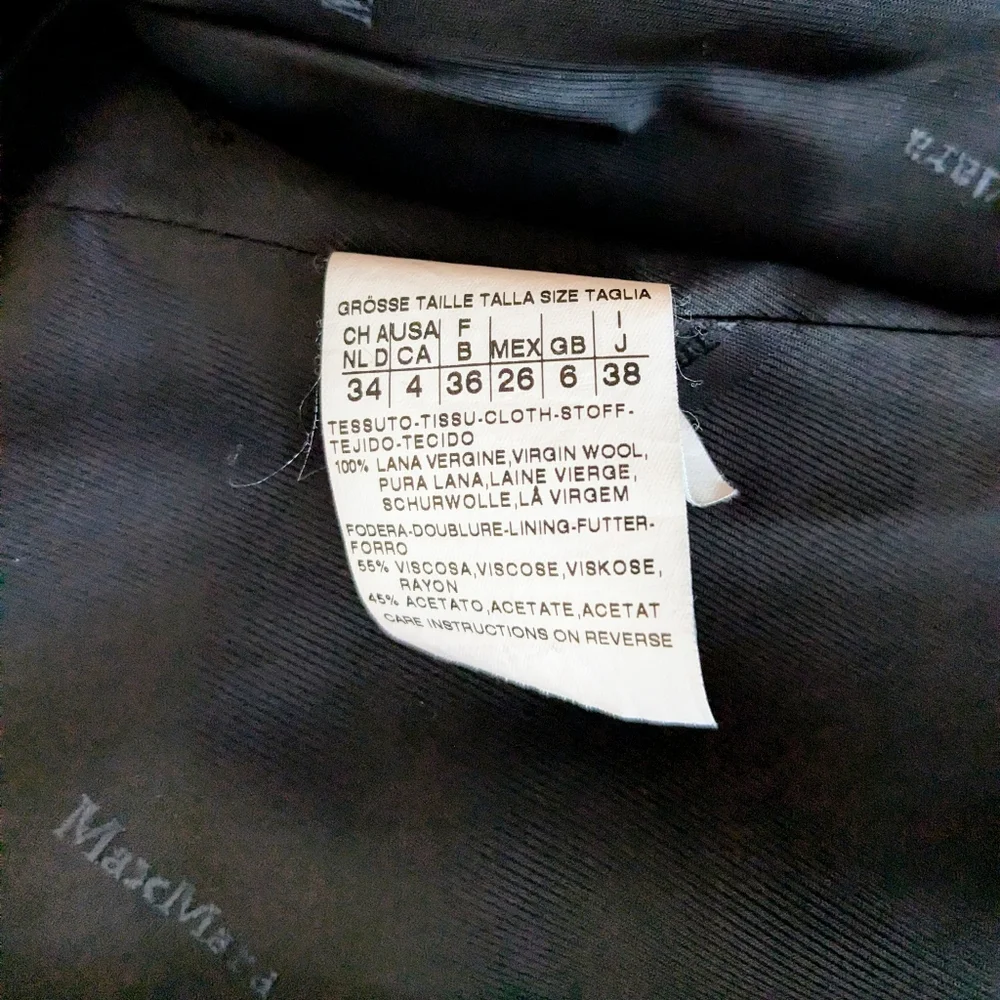 GRÖSSE TAILLE TALLA SIZE TAGLIA
CH A USA F I
NL D CA B MEX GB J
34 4 36 26 6 38
TESSUTO-TISSU-CLOTH-STOFF-
TEJIDO-TECIDO
100% LANA VERGINE,VIRGIN WOOL,
PURA LANA,LAINE VIERGE,
SCHURWOLLE,LÃ VIRGEM
FODERA-DOUBLURE-LINING-FUTTER-
FORRO
55% VISCOSA,VISCOSE,VISKOSE,
RAYON
45% ACETATO,ACETATE,ACETAT
CARE INSTRUCTIONS ON REVERSE
MaxMara